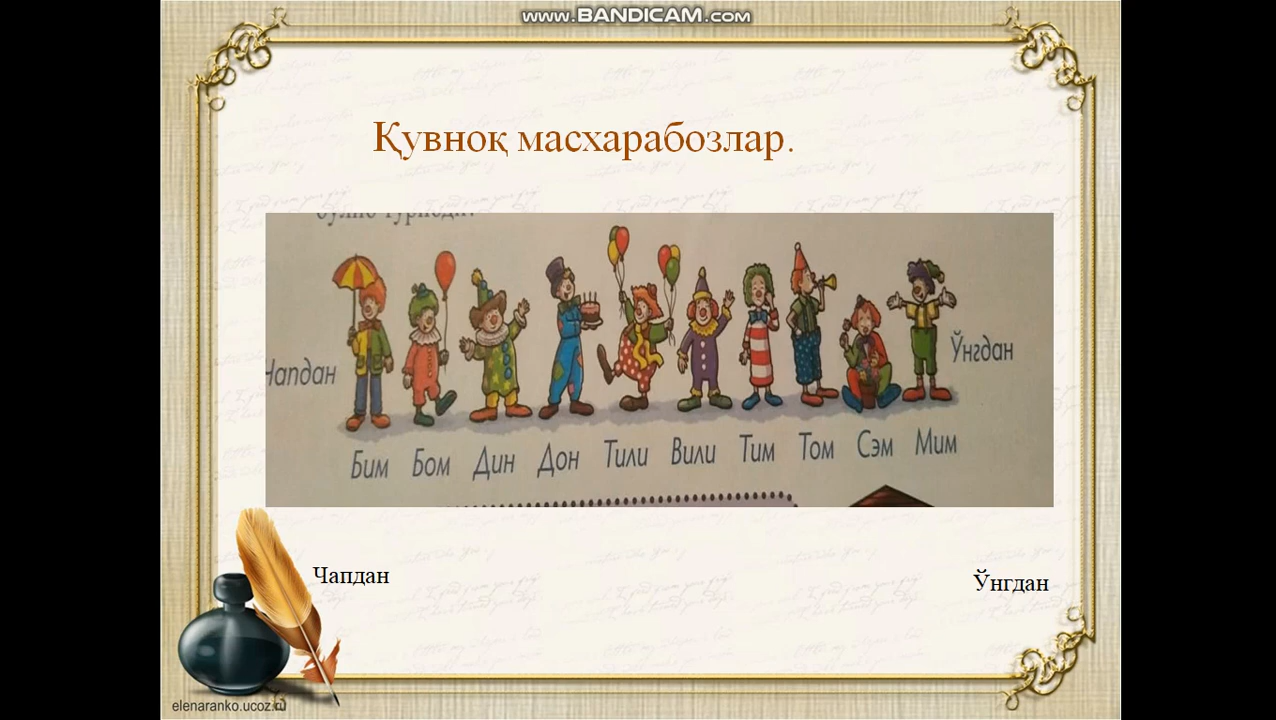 www.BANDICAM.com
Қувноқ масхарабозлар.
Чапдан
Ўнгдан
Бим Бом Дин Дон Тили Вили Тим Том Сэм Мим
Чапдан
Ўнгдан
elenaranko.ucoz.ru